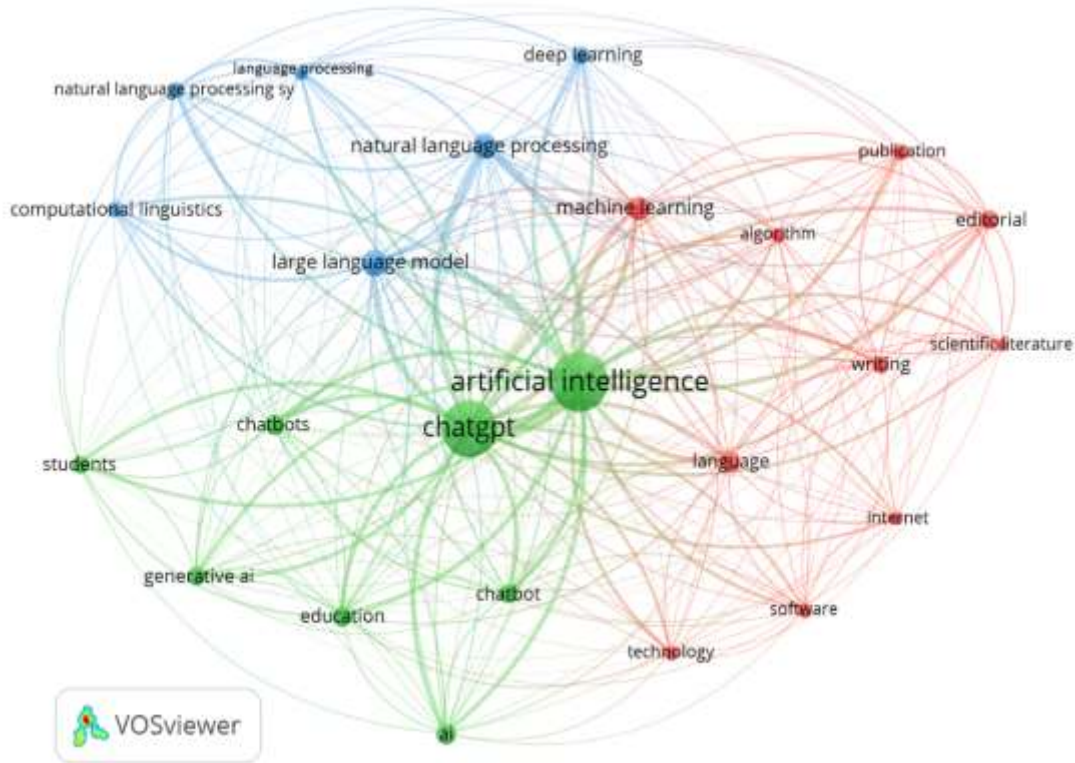 deep learning
language processing
natural language processing sy
natural language processing
publication
machine learning
computational linguistics
editorial
algorithm
large language model
scientific literature
writing
artificial intelligence
chatbots
chatgpt
students
language
internet
generative ai
chatbot
education
software
technology
ai
VOSviewer